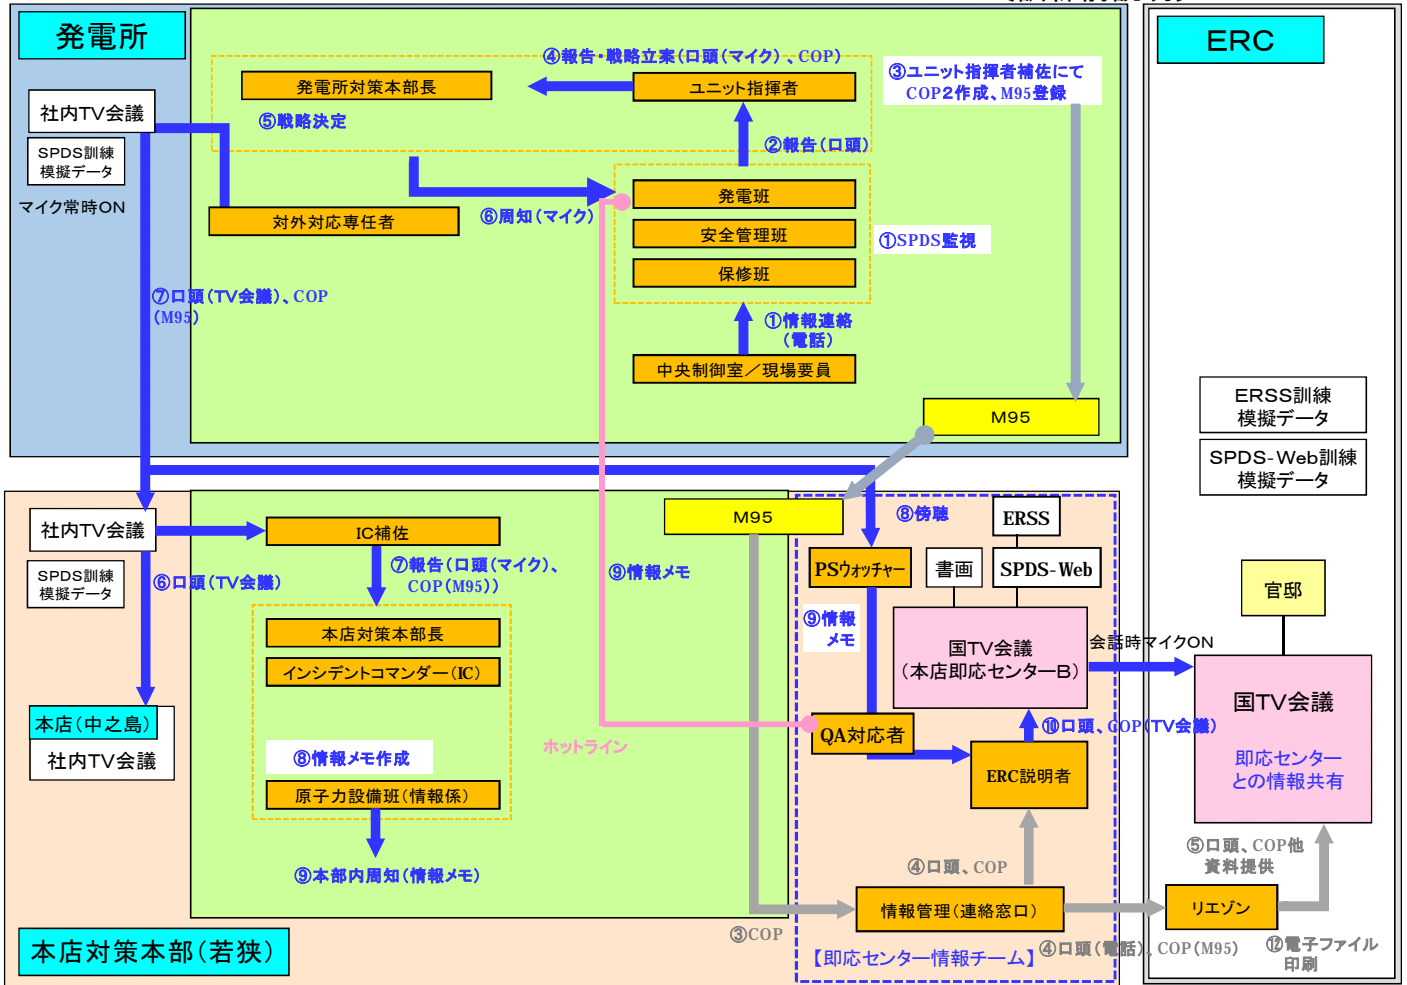 発電所
社内TV会議
SPDS訓練
模擬データ
マイク常時ON
④報告・戦略立案(口頭(マイク)、COP)
発電所対策本部長
ユニット指揮者
⑤戦略決定
③ユニット指揮者補佐にて
COP2作成、M95登録
②報告(口頭)
対外対応専任者
⑥周知(マイク)
発電班
安全管理班
保修班
①SPDS監視
⑦口頭(TV会議)、COP
(M95)
①情報連絡
(電話)
中央制御室／現場要員
M95
ERC
ERSS訓練
模擬データ
SPDS-Web訓練
模擬データ
官邸
国TV会議
即応センター
との情報共有
⑤口頭、COP他
資料提供
リエゾン
⑫電子ファイル
印刷
社内TV会議
SPDS訓練
模擬データ
⑥口頭(TV会議)
本店(中之島)
社内TV会議
IC補佐
⑦報告(口頭(マイク)、
COP(M95))
本店対策本部長
インシデントコマンダー(IC)
⑧情報メモ作成
原子力設備班(情報係)
⑨本部内周知(情報メモ)
本店対策本部(若狭)
M95
⑨情報メモ
ホットライン
③COP
⑧傍聴
ERSS
PSウォッチャー
書画
SPDS-Web
⑨情報
メモ
国TV会議
(本店即応センターB)
会話時マイクON
QA対応者
⑩口頭、COP(TV会議)
ERC説明者
④口頭、COP
情報管理(連絡窓口)
④口頭(電話)、COP(M95)
【即応センター情報チーム】